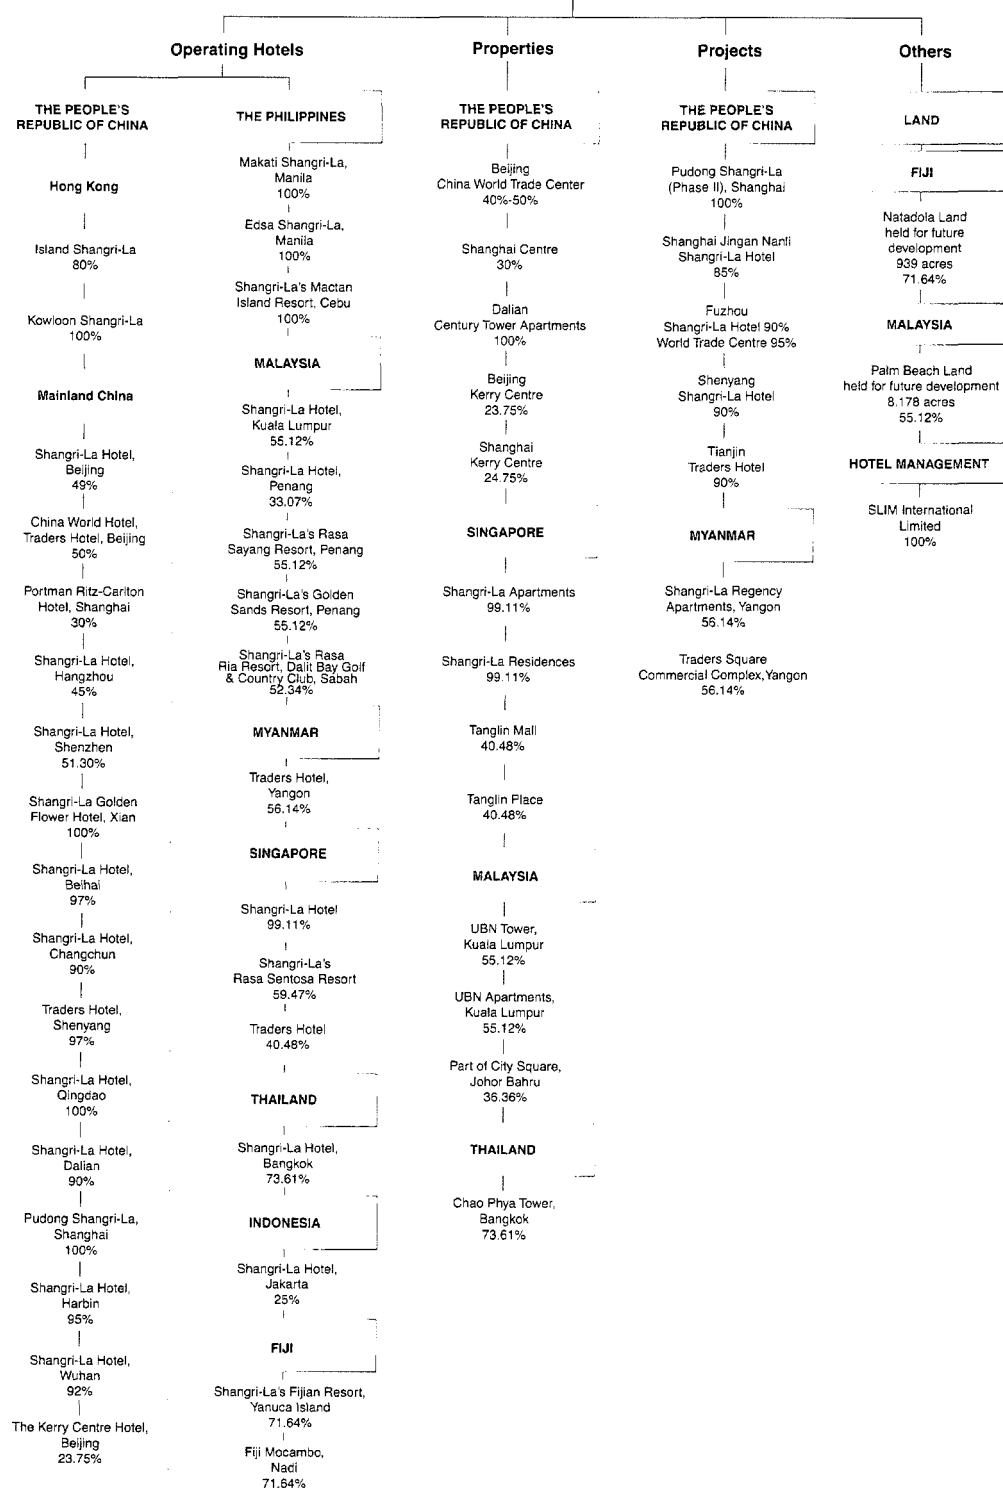 Operating Hotels
THE PEOPLE'S
REPUBLIC OF CHINA
Hong Kong
Island Shangri-La
80%
Kowloon Shangri-La
100%
Mainland China
Shangri-La Hotel,
Beijing
49%
China World Hotel,
Traders Hotel, Beijing
50%
Portman Ritz-Carlton
Hotel, Shanghai
30%
Shangri-La Hotel,
Hangzhou
45%
Shangri-La Hotel,
Shenzhen
51.30%
Shangri-La Golden
Flower Hotel, Xian
100%
Shangri-La Hotel,
Beihai
97%
Shangri-La Hotel,
Changchun
90%
Traders Hotel,
Shenyang
97%
Shangri-La Hotel,
Qingdao
100%
Shangri-La Hotel,
Dalian
90%
Pudong Shangri-La,
Shanghai
100%
Shangri-La Hotel,
Harbin
95%
Shangri-La Hotel,
Wuhan
92%
The Kerry Centre Hotel,
Beijing
23.75%
THE PHILIPPINES
Makati Shangri-La,
Manila
100%
Edsa Shangri-La,
Manila
100%
Shangri-La's Mactan
Island Resort, Cebu
100%
MALAYSIA
Shangri-La Hotel,
Kuala Lumpur
55.12%
Shangri-La Hotel,
Penang
33.07%
Shangri-La's Rasa
Sayang Resort, Penang
55.12%
Shangri-La's Golden
Sands Resort, Penang
55.12%
Shangri-La's Rasa
Ria Resort, Dalit Bay Golf
& Country Club, Sabah
52.34%
MYANMAR
Traders Hotel,
Yangon
56.14%
SINGAPORE
Shangri-La Hotel
99.11%
Shangri-La's
Rasa Sentosa Resort
59.47%
Traders Hotel
40.48%
THAILAND
Shangri-La Hotel,
Bangkok
73.61%
INDONESIA
Shangri-La Hotel,
Jakarta
25%
FIJI
Shangri-La's Fijian Resort,
Yanuca Island
71.64%
Fiji Mocambo,
Nadi
71.64%
Properties
THE PEOPLE'S
REPUBLIC OF CHINA
Beijing
China World Trade Center
40%-50%
Shanghai Centre
30%
Dalian
Century Tower Apartments
100%
Beijing
Kerry Centre
23.75%
Shanghai
Kerry Centre
24.75%
SINGAPORE
Shangri-La Apartments
99.11%
Shangri-La Residences
99.11%
Tanglin Mall
40.48%
Tanglin Place
40.48%
MALAYSIA
UBN Tower,
Kuala Lumpur
55.12%
UBN Apartments,
Kuala Lumpur
55.12%
Part of City Square,
Johor Bahru
36.36%
THAILAND
Chao Phya Tower,
Bangkok
73.61%
Projects
THE PEOPLE'S
REPUBLIC OF CHINA
Pudong Shangri-La
(Phase II), Shanghai
100%
Shanghai Jingan Nanli
Shangri-La Hotel
85%
Fuzhou
Shangri-La Hotel 90%
World Trade Centre 95%
Shenyang
Shangri-La Hotel
90%
Tianjin
Traders Hotel
90%
MYANMAR
Shangri-La Regency
Apartments, Yangon
56.14%
Traders Square
Commercial Complex, Yangon
56.14%
Others
LAND
FIJI
Natadola Land
held for future
development
939 acres
71.64%
MALAYSIA
Palm Beach Land
held for future development
8.178 acres
55.12%
HOTEL MANAGEMENT
SLIM International
Limited
100%